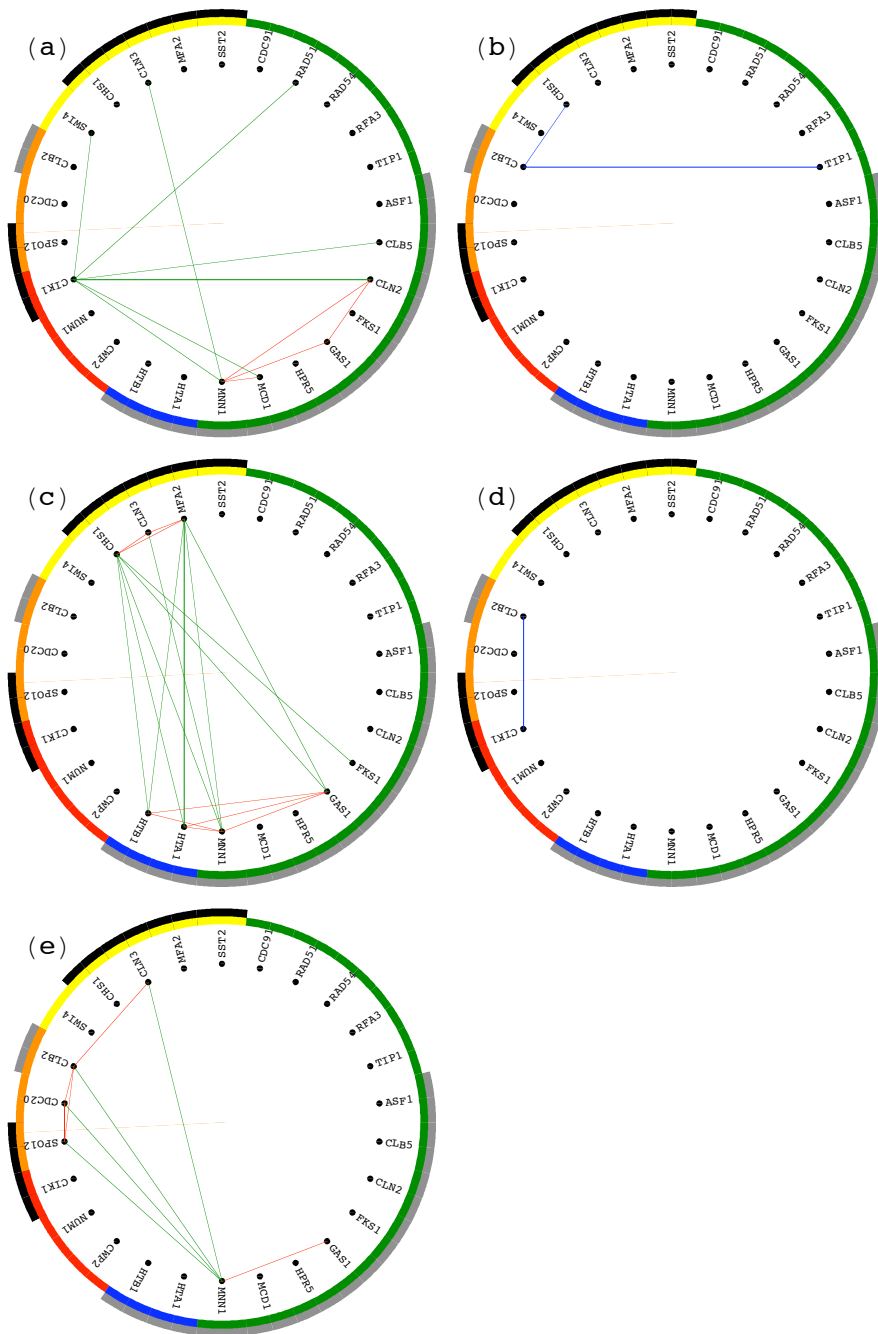 (a)
SST2
CDC91
RAD51
RAD54
RFA3
TIP1
ASF1
CLB5
CLN2
FKS1
GAS1
HPR5
MCD1
MNN1
HTA1
HTB1
CWP2
NUM1
CIK1
SPO12
CDC20
CLB2
SWI4
CHS1
CLN3
MFA2
(b)
SST2
CDC91
RAD51
RAD54
RFA3
TIP1
ASF1
CLB5
CLN2
FKS1
GAS1
HPR5
MCD1
MNN1
HTA1
HTB1
CWP2
NUM1
CIK1
SPO12
CDC20
CLB2
SWI4
CHS1
CLN3
MFA2
(c)
SST2
CDC91
RAD51
RAD54
RFA3
TIP1
ASF1
CLB5
CLN2
FKS1
GAS1
HPR5
MCD1
MNN1
HTA1
HTB1
CWP2
NUM1
CIK1
SPO12
CDC20
CLB2
SWI4
CHS1
CLN3
MFA2
(d)
SST2
CDC91
RAD51
RAD54
RFA3
TIP1
ASF1
CLB5
CLN2
FKS1
GAS1
HPR5
MCD1
MNN1
HTA1
HTB1
CWP2
NUM1
CIK1
SPO12
CDC20
CLB2
SWI4
CHS1
CLN3
MFA2
(e)
SST2
CDC91
RAD51
RAD54
RFA3
TIP1
ASF1
CLB5
CLN2
FKS1
GAS1
HPR5
MCD1
MNN1
HTA1
HTB1
CWP2
NUM1
CIK1
SPO12
CDC20
CLB2
SWI4
CHS1
CLN3
MFA2